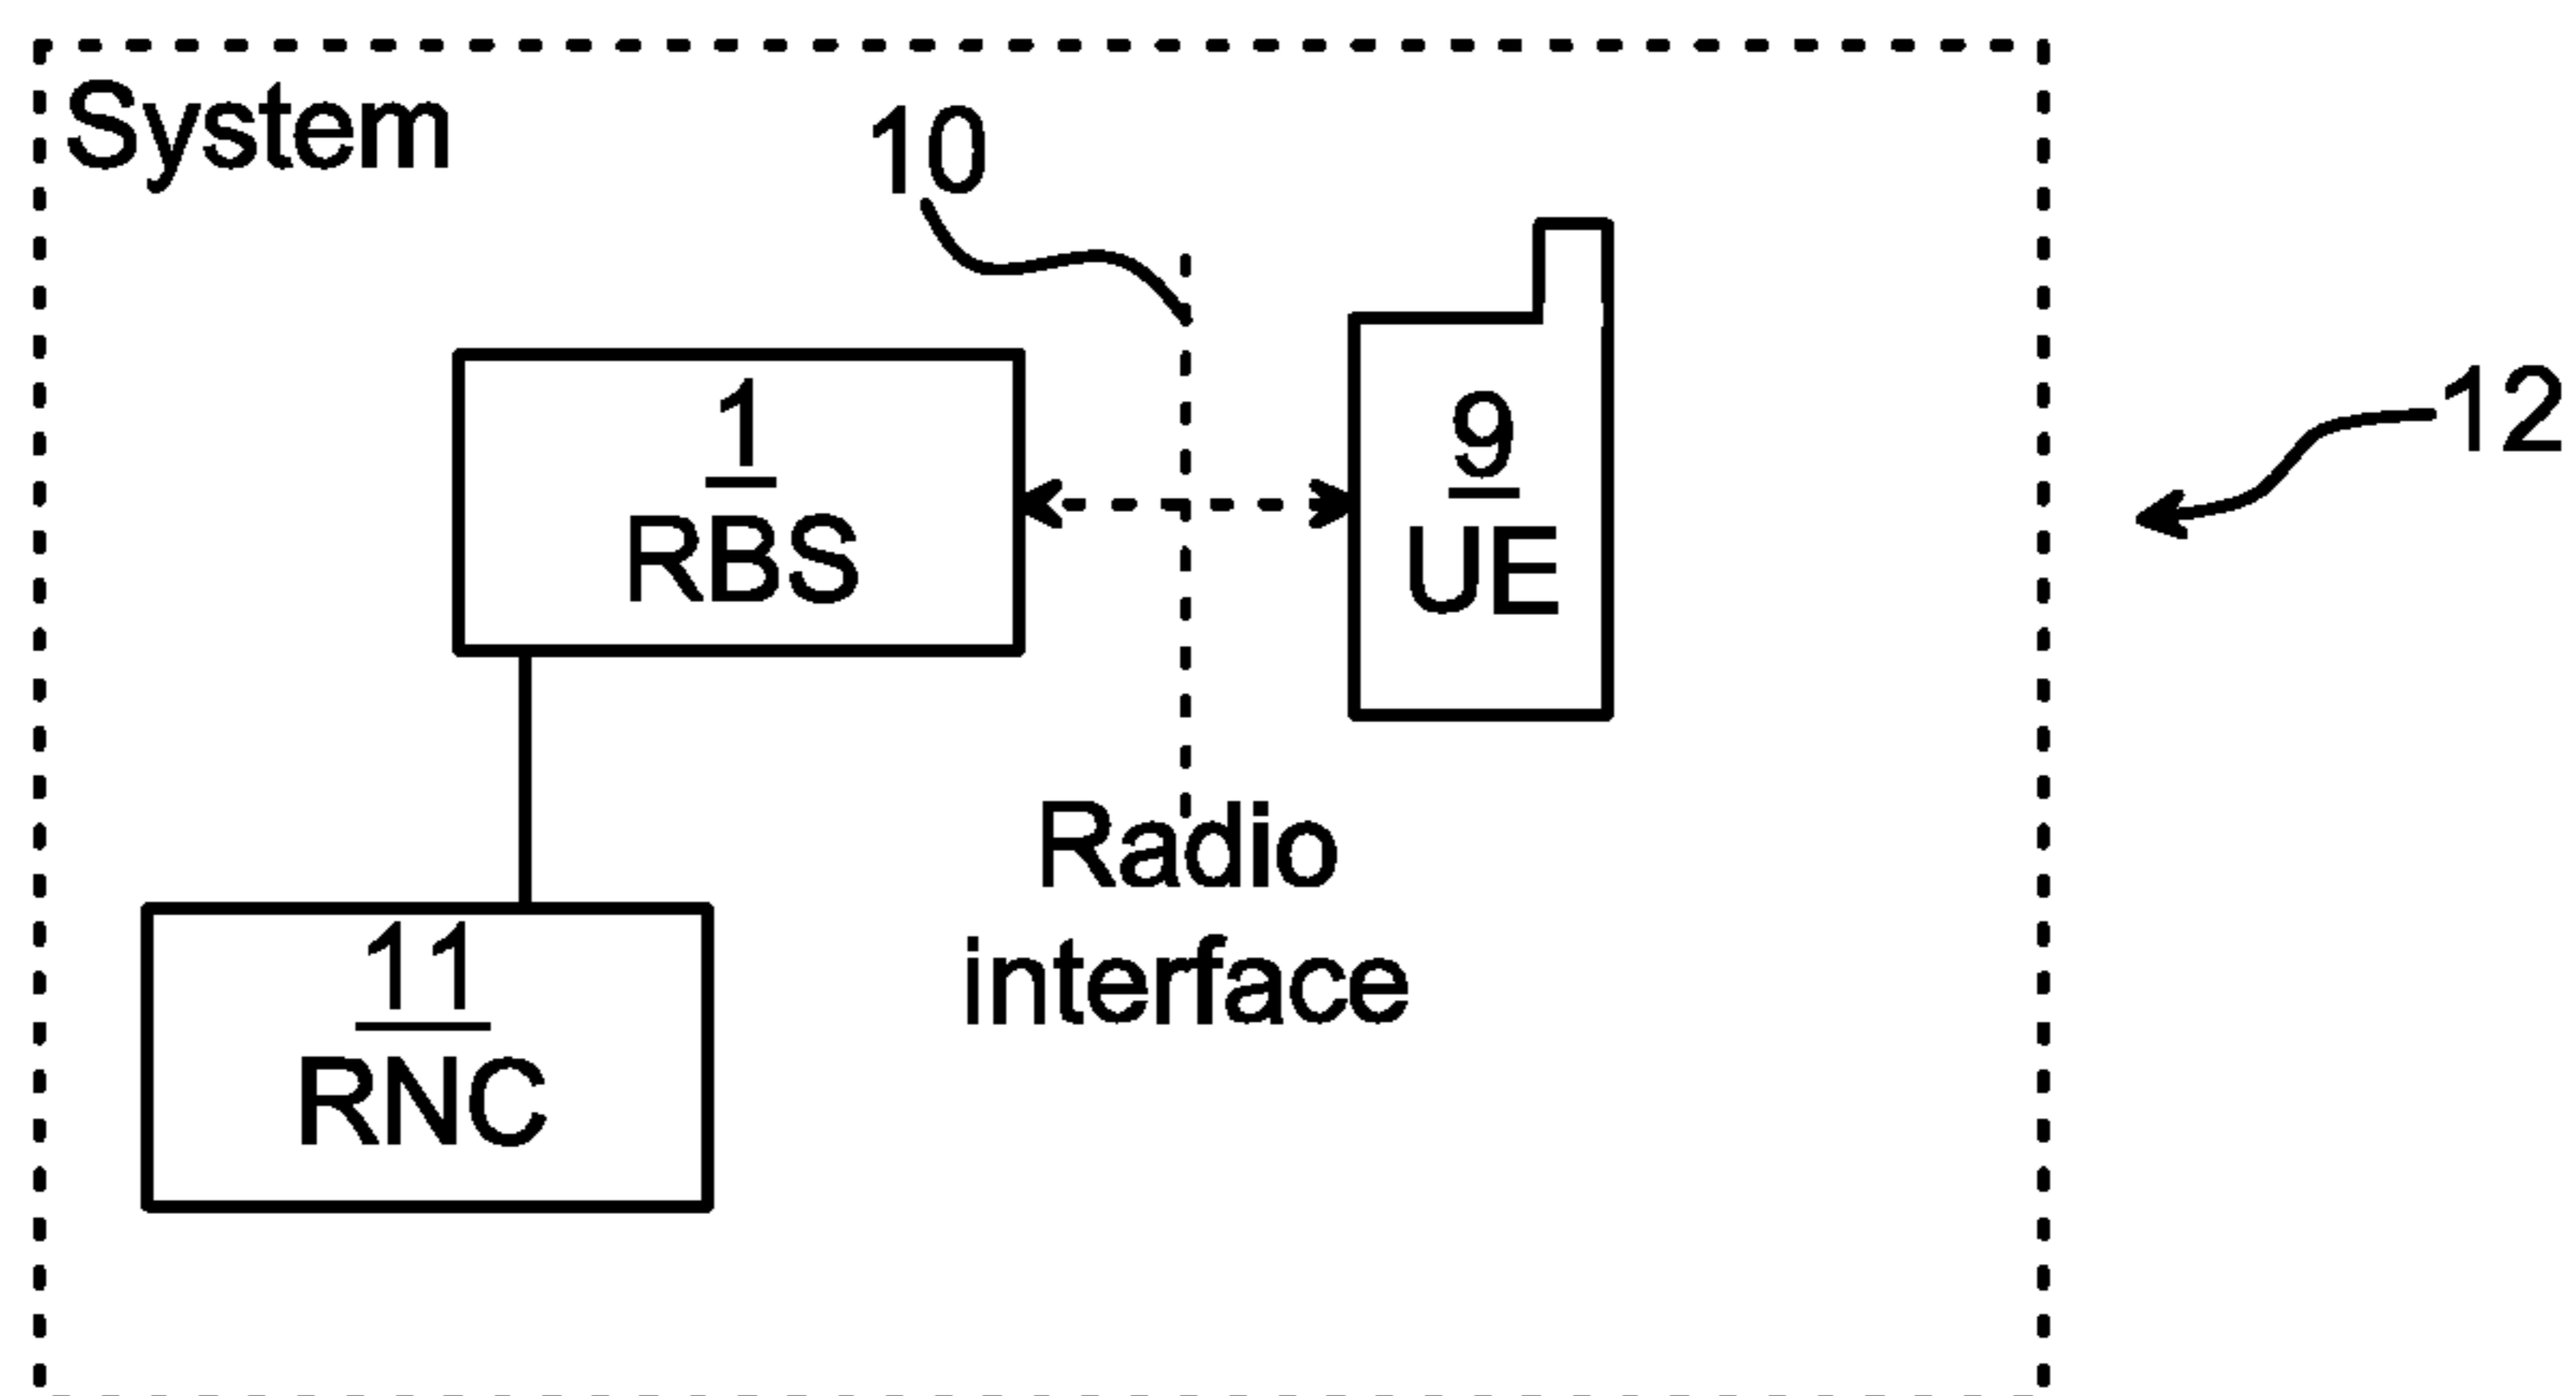 System
10
12
1
RBS
9
UE
Radio
interface
11
RNC